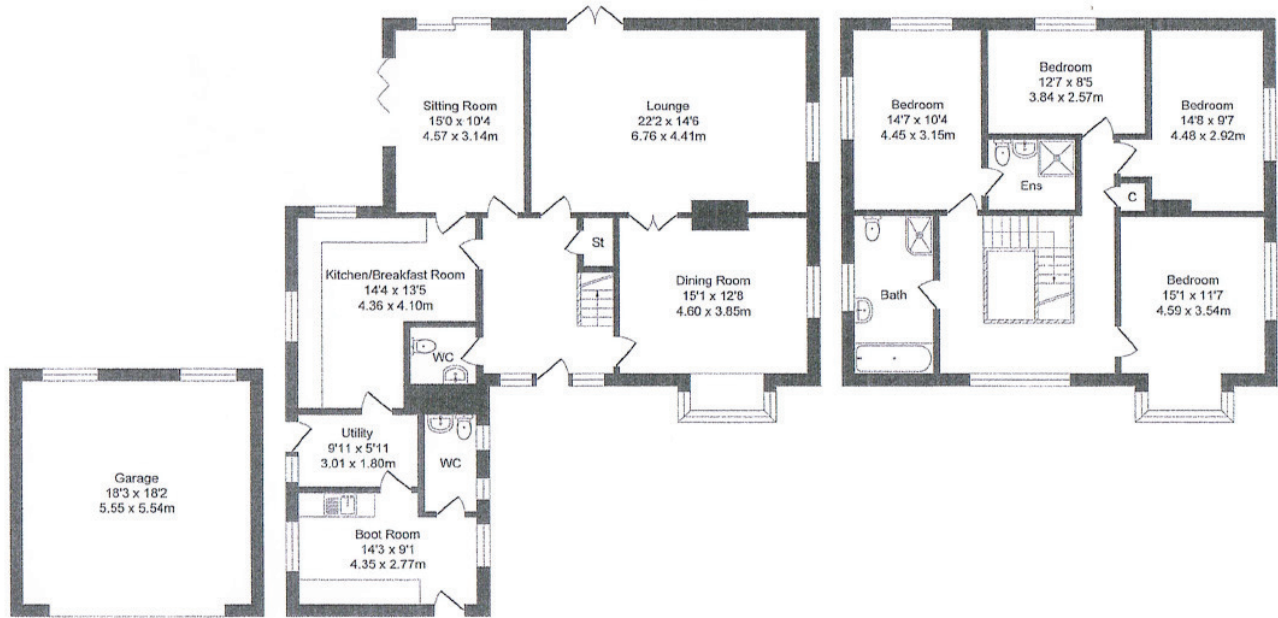 Sitting Room
15'0 x 10'4
4.57 x 3.14m
Lounge
22'2 x 14'6
6.76 x 4.41m
Kitchen/Breakfast Room
14'4 x 13'5
4.36 x 4.10m
St
Dining Room
15'1 x 12'8
4.60 x 3.85m
WC
Utility
9'11 x 5'11
3.01 x 1.80m
WC
Boot Room
14'3 x 9'1
4.35 x 2.77m
Garage
18'3 x 18'2
5.55 x 5.54m
Bedroom
14'7 x 10'4
4.45 x 3.15m
Bedroom
12'7 x 8'5
3.84 x 2.57m
Bedroom
14'8 x 9'7
4.48 x 2.92m
Ens
C
Bath
Bedroom
15'1 x 11'7
4.59 x 3.54m